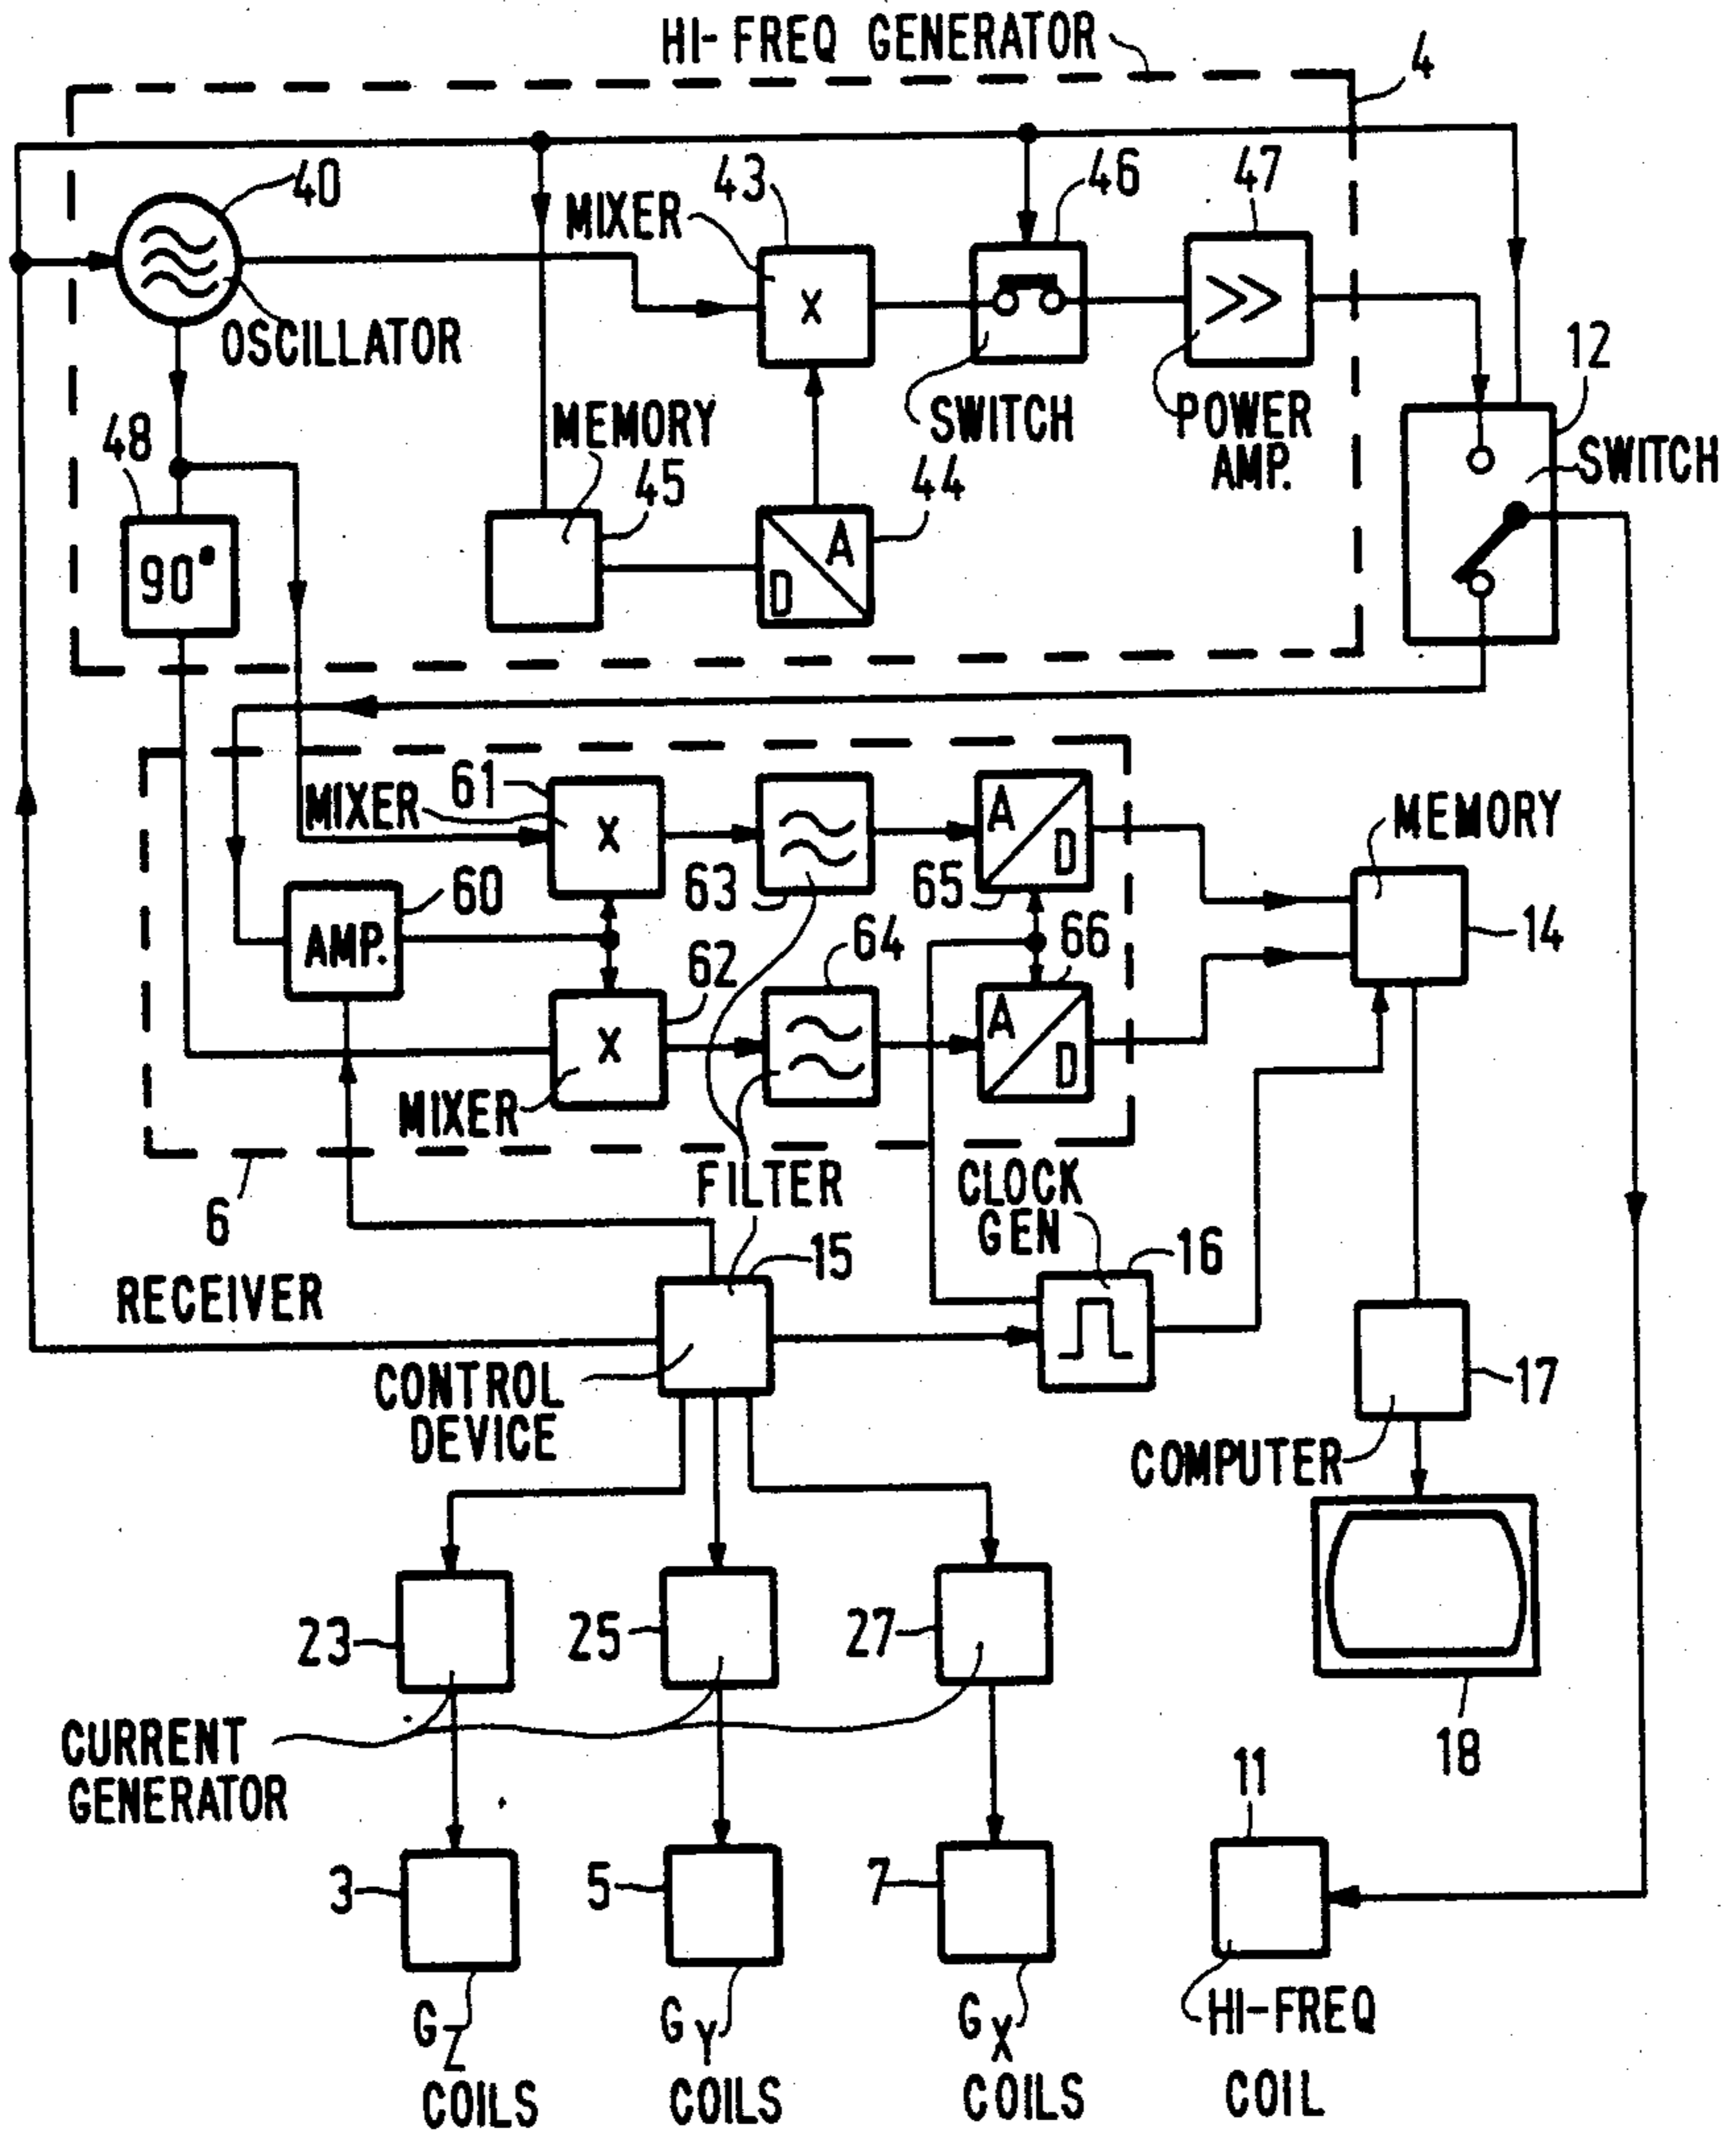 HI-FREQ GENERATOR
4
40
OSCILLATOR
MIXER
43
X
46
SWITCH
47
POWER
AMP.
12
SWITCH
48
90°
MEMORY
45
44
D A
MIXER
61
X
63
A D
65
MEMORY
14
60
AMP.
62
X
MIXER
64
66
A D
6
FILTER
CLOCK
GEN
16
15
RECEIVER
CONTROL
DEVICE
17
COMPUTER
18
23
25
27
CURRENT
GENERATOR
3
5
7
11
GZ
COILS
GY
COILS
GX
COILS
HI-FREQ
COIL